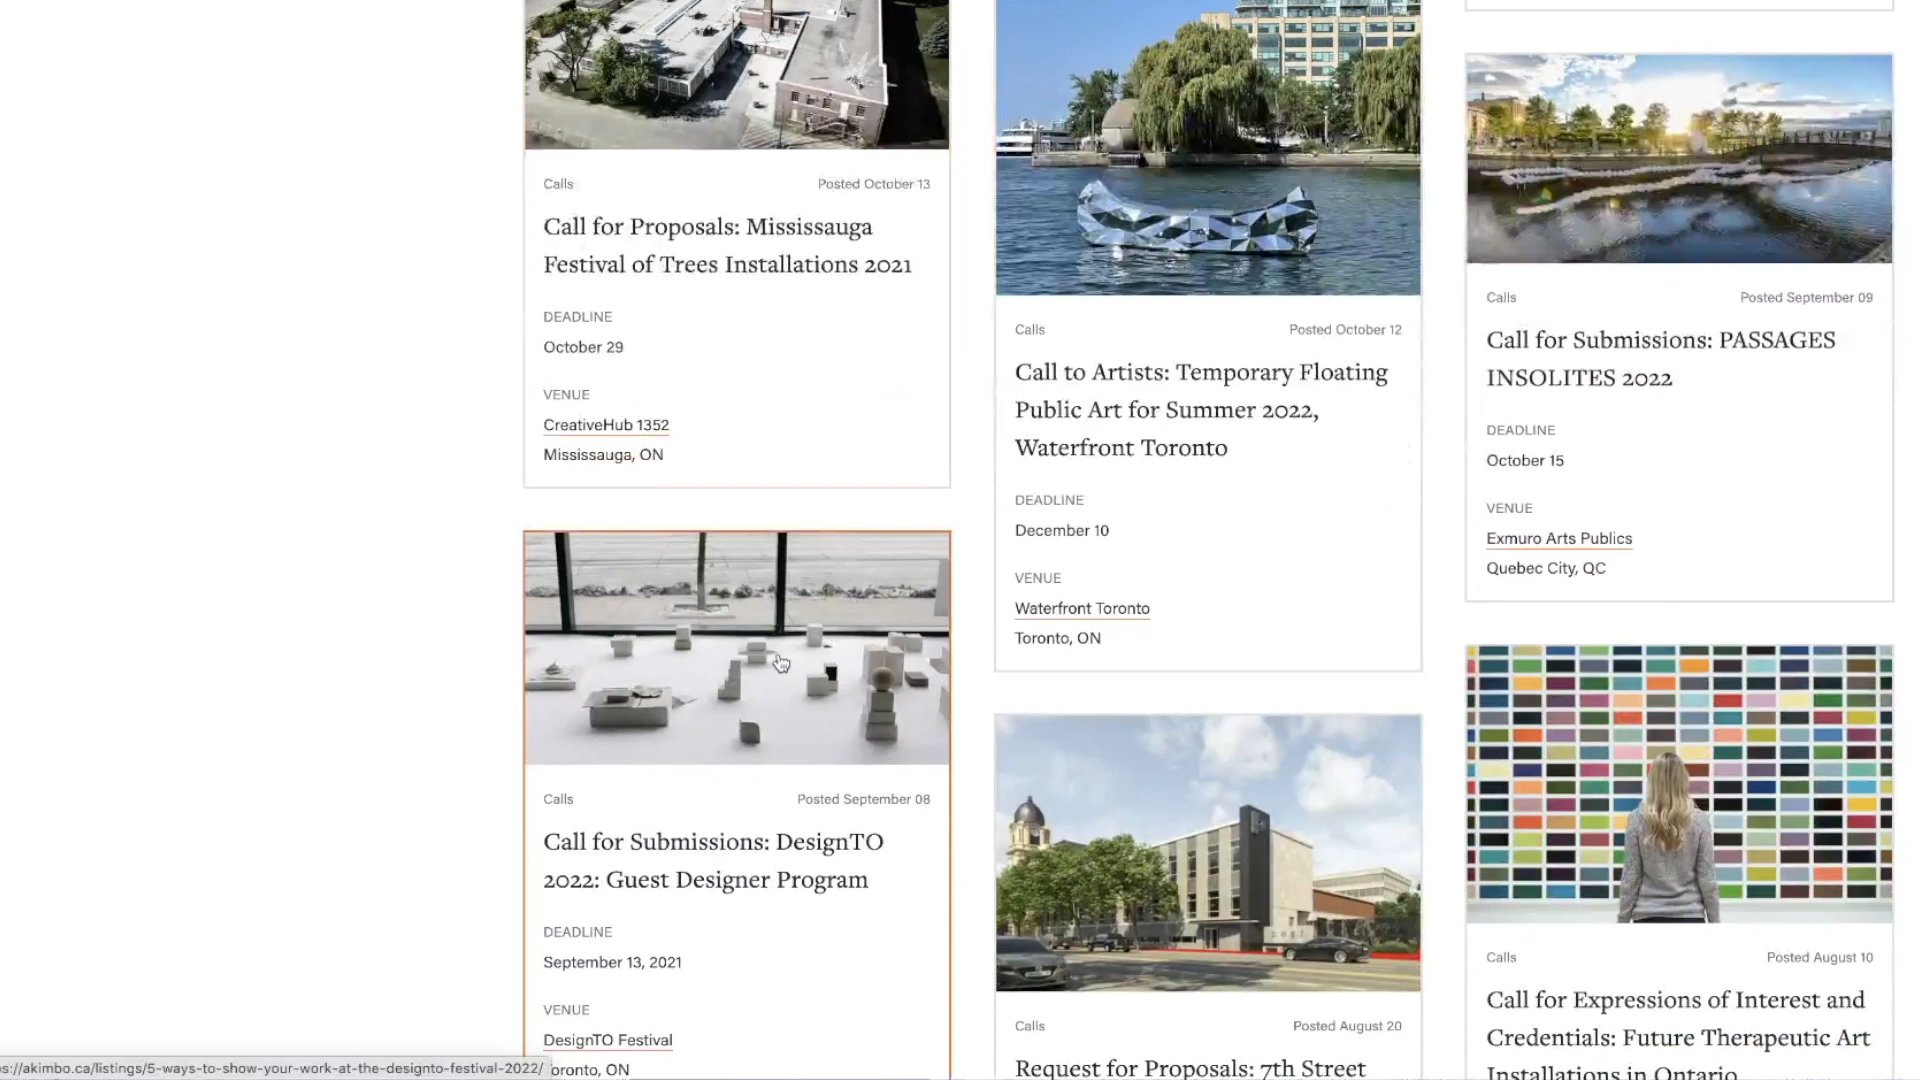 Calls
Posted October 13
Call for Proposals: Mississauga
Festival of Trees Installations 2021
DEADLINE
October 29
VENUE
CreativeHub 1352
Mississauga, ON
Calls
Posted September 08
Call for Submissions: DesignTO
2022: Guest Designer Program
DEADLINE
September 13, 2021
VENUE
DesignTO Festival
oronto, ON
s://akimbo.ca/listings/5-ways-to-show-your-work-at-the-designto-festival-2022/
Calls
Posted October 12
Call to Artists: Temporary Floating
Public Art for Summer 2022,
Waterfront Toronto
DEADLINE
December 10
VENUE
Waterfront Toronto
Toronto, ON
Calls
Posted August 20
Request for Proposals: 7th Street
Calls
Posted September 09
Call for Submissions: PASSAGES
INSOLITES 2022
DEADLINE
October 15
VENUE
Exmuro Arts Publics
Quebec City, QC
Calls
Posted August 10
Call for Expressions of Interest and
Credentials: Future Therapeutic Art
Installations in Ontario